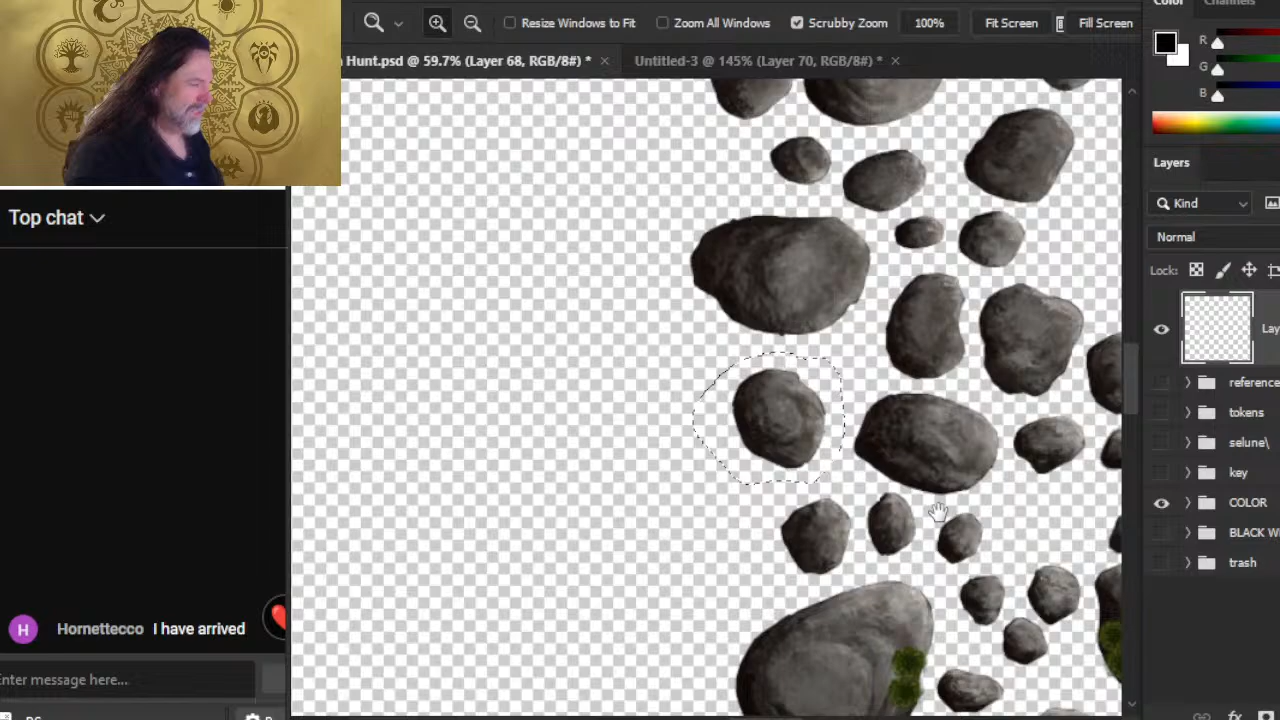 Resize Windows to Fit
Zoom All Windows
Scrubby Zoom
100%
Fit Screen
Fill Screen
Hunt.psd @ 59.7% (Layer 68, RGB/8#) *
Untitled-3 @ 145% (Layer 70, RGB/8#) *
Color
Channels
R
G
B
Layers
Kind
Normal
Lock:
Lay
reference
tokens
selune\
key
COLOR
BLACK W
trash
Top chat
H
Hornettecco I have arrived
Enter message here...